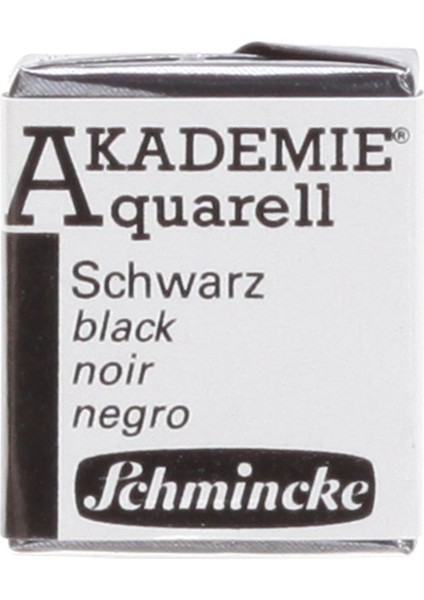 AKADEMIE®
Aquarell
Schwarz
black
noir
negro
Schmincke